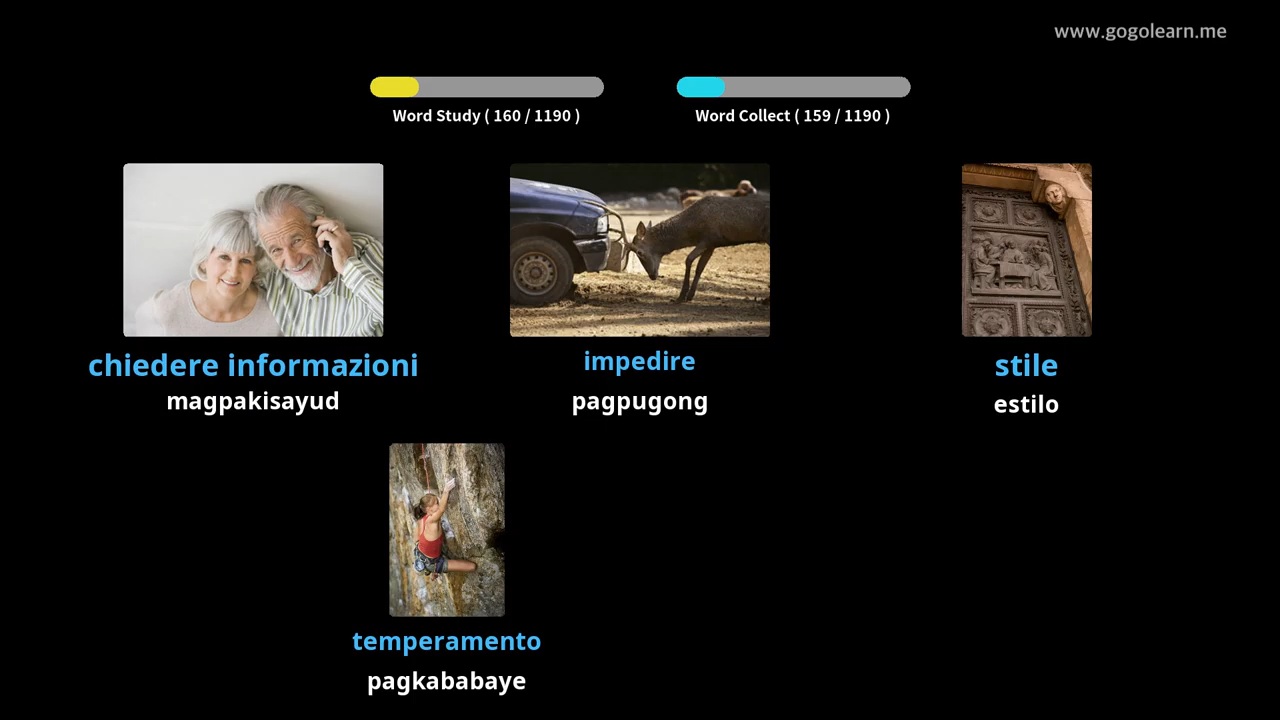 www.gogolearn.me
Word Study ( 160 / 1190 )
Word Collect ( 159 / 1190 )
chiedere informazioni
magpakisayud
impedire
pagpugong
stile
estilo
temperamento
pagkababaye